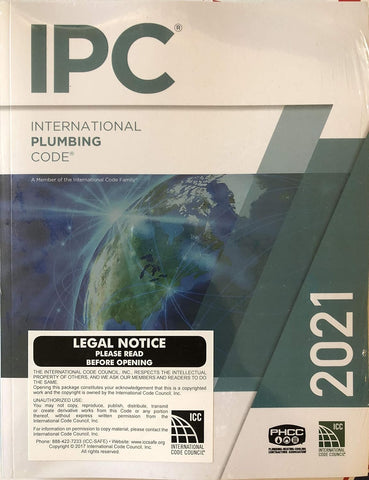 IPC®
INTERNATIONAL
PLUMBING
CODE®
A Member of the International Code Family®
2021
LEGAL NOTICE
PLEASE READ
BEFORE OPENING
THE INTERNATIONAL CODE COUNCIL, INC., RESPECTS THE INTELLECTUAL
PROPERTY OF OTHERS, AND WE ASK OUR MEMBERS AND READERS TO DO
THE SAME.
Opening this package constitutes your acknowledgement that this is a copyrighted
work and the copyright is owned by the International Code Council, Inc.
UNAUTHORIZED USE:
You may not copy, reproduce, publish, distribute, transmit
or create derivative works from this Code or any portion
thereof, without express written permission from the
International Code Council, Inc.
For information on permission to copy material, please contact the
International Code Council, Inc.
Phone: 888-422-7233 (ICC-SAFE) • Website: www.iccsafe.org
Copyright © 2017 International Code Council, Inc.
All rights reserved.
ICC
INTERNATIONAL
CODE COUNCIL®
PHCC
PLUMBING-HEATING-COOLING
CONTRACTORS ASSOCIATION®
ICC
INTERNATIONAL
CODE COUNCIL®